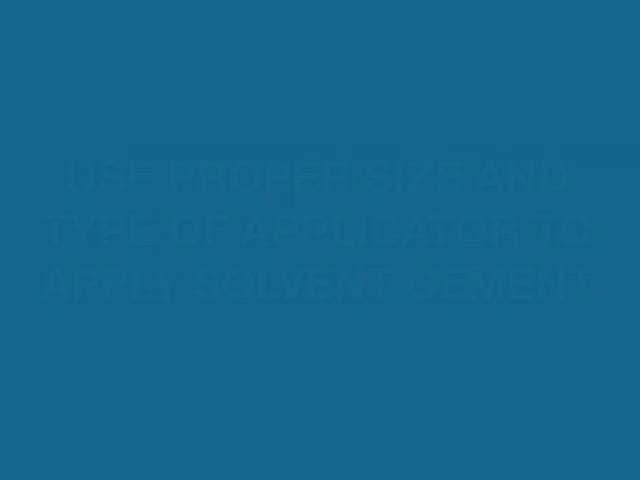 USE PROPER SIZE AND
TYPE OF APPLICATOR TO
APPLY SOLVENT CEMENT